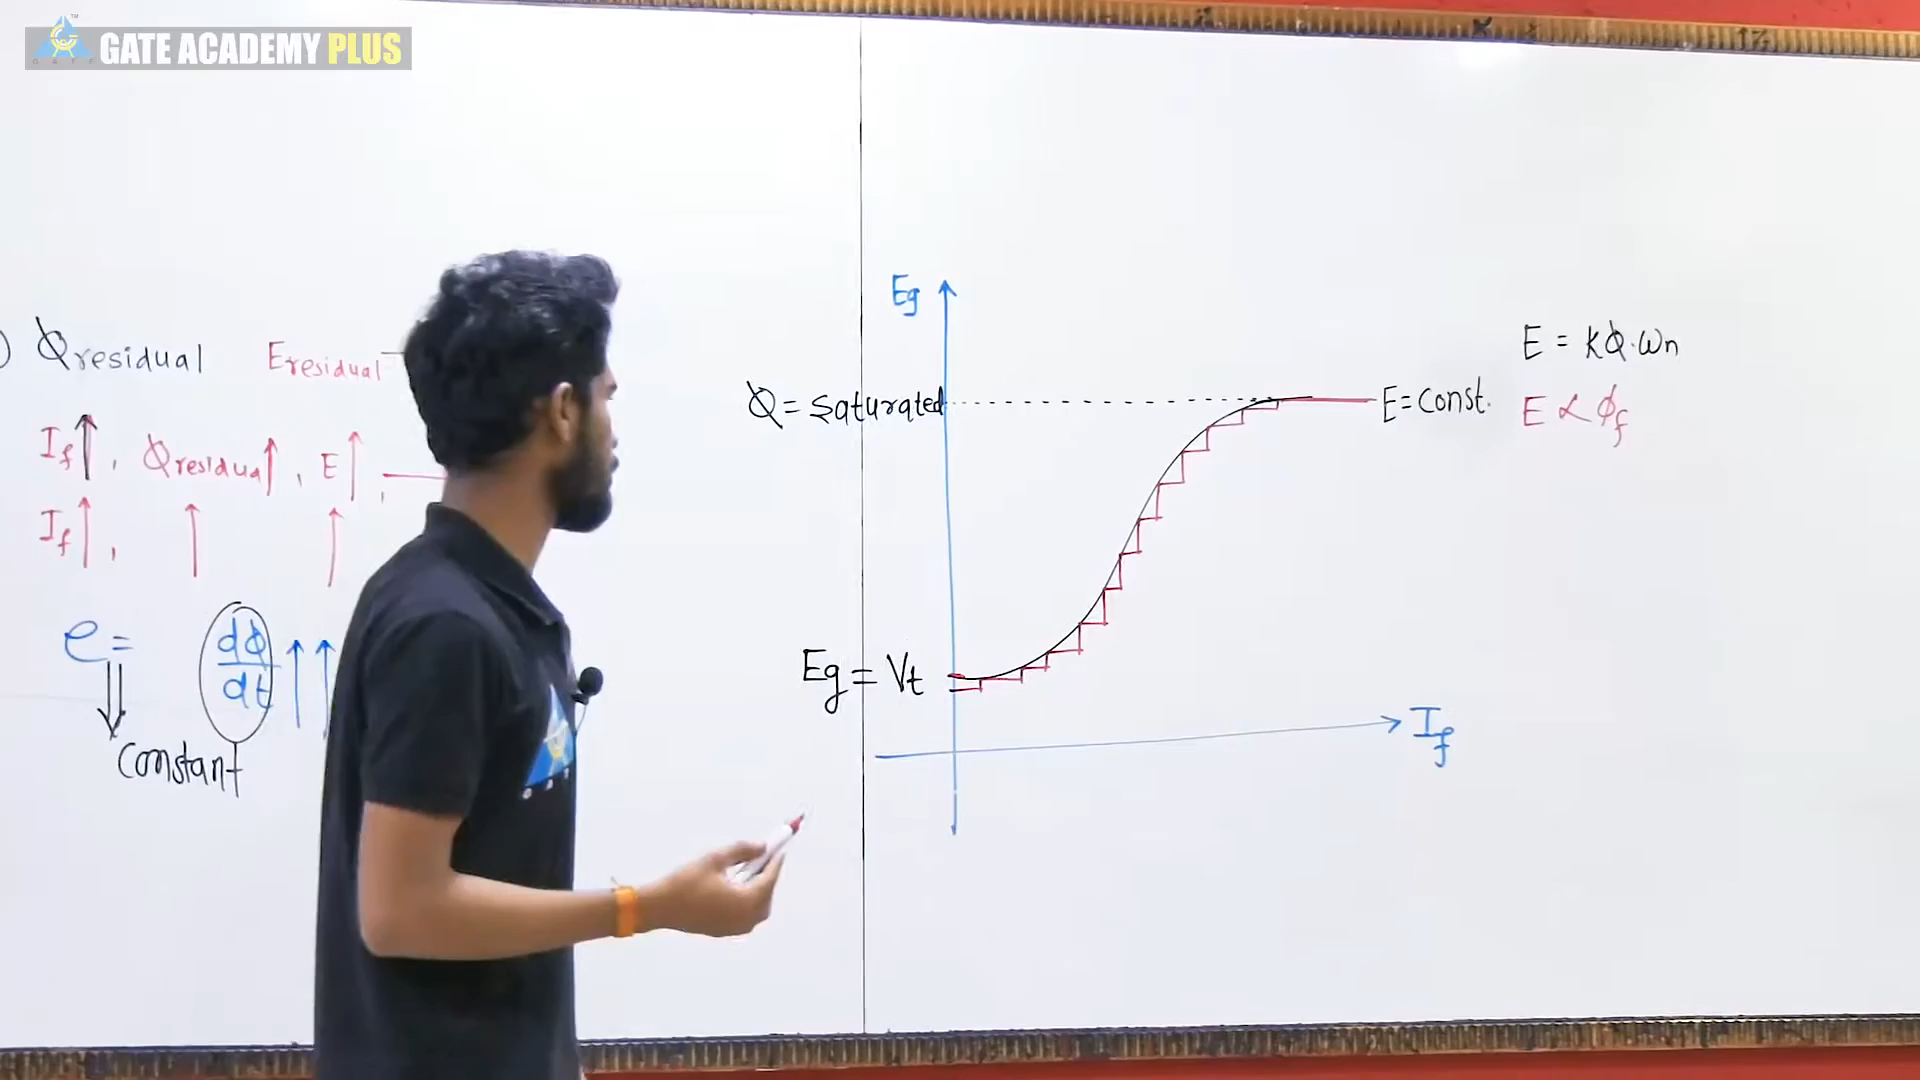 GATE ACADEMY PLUS
ϕresidual Eresidual
If↑, ϕresidual↑, E↑,
If↑, ↑ ↑
e = dϕ/dt ↑↑
Constant
Eg
ϕ = Saturated
E = const.
E = kϕ.ωn
E ∝ ϕf
Eg = Vt
If